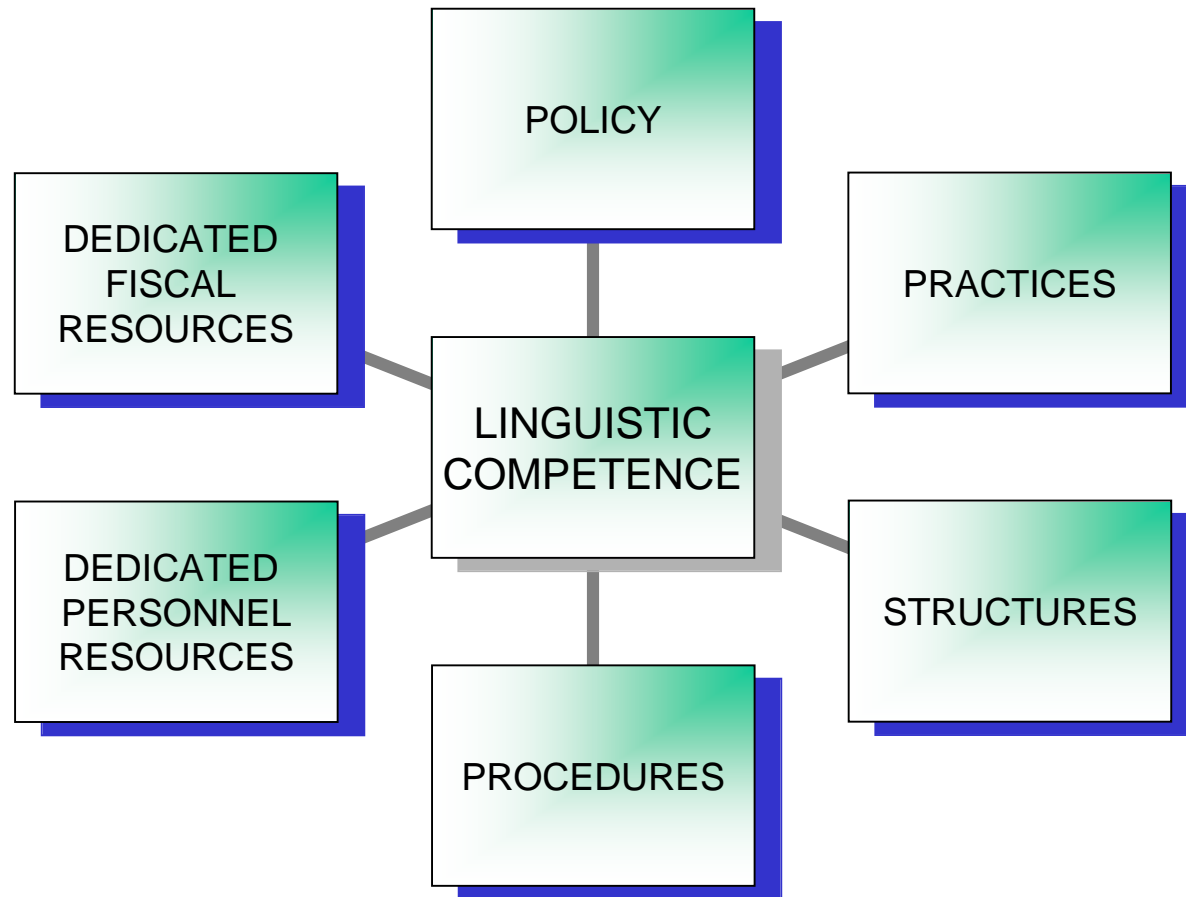 POLICY
DEDICATED
FISCAL
RESOURCES
PRACTICES
LINGUISTIC
COMPETENCE
DEDICATED
PERSONNEL
RESOURCES
STRUCTURES
PROCEDURES